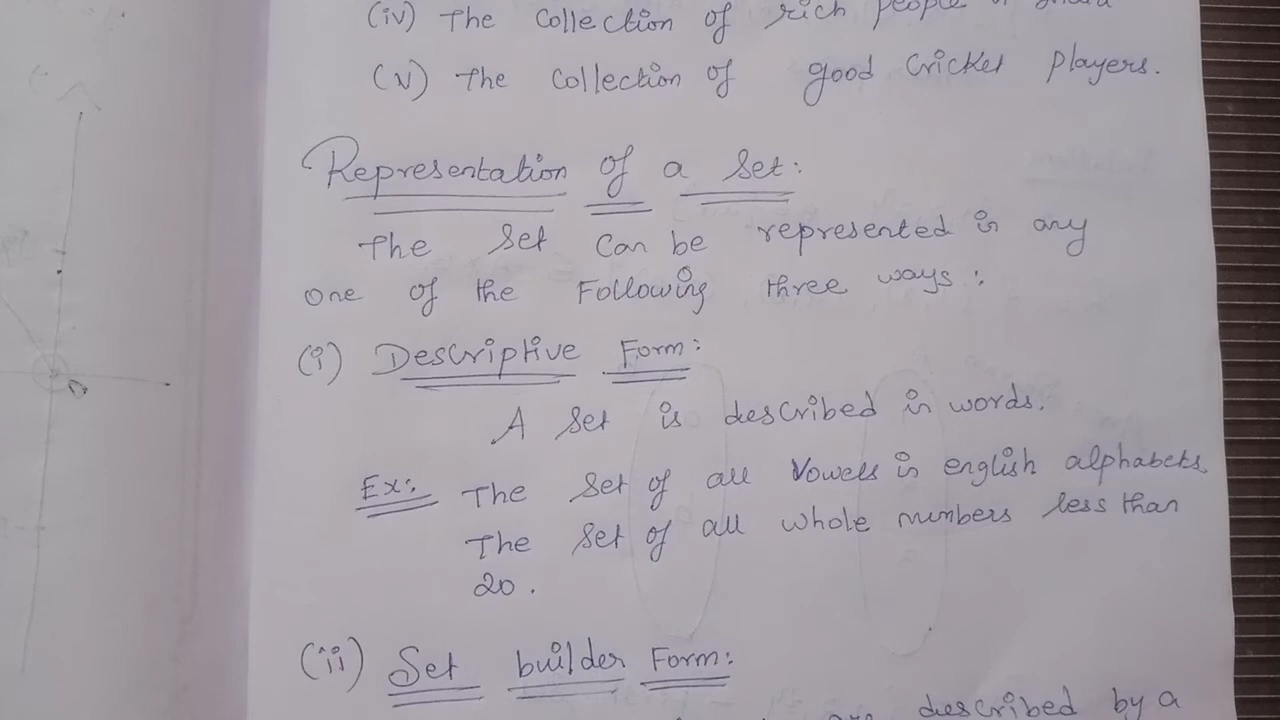 (iv) The Collection of rich people
(v) The Collection of good Cricket Players.
Representation of a Set:
The Set Can be represented in any
one of the Following three ways:
(i) Descriptive Form:
A Set is described in words.
Ex: The Set of all Vowels in english alphabets.
The Set of all whole numbers less than
20.
(ii) Set builder Form:
are described by a